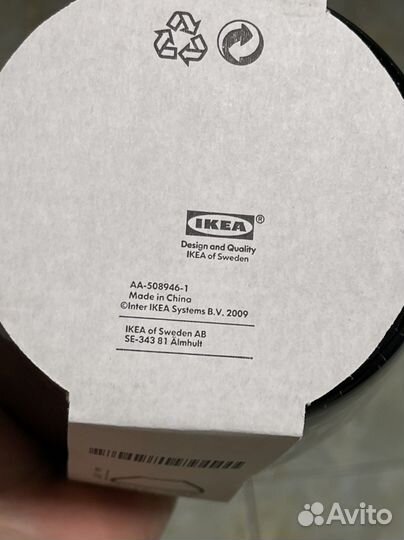 IKEA®
Design and Quality
IKEA of Sweden
AA-508946-1
Made in China
©Inter IKEA Systems B.V. 2009
IKEA of Sweden AB
SE-343 81 Älmhult
Avito